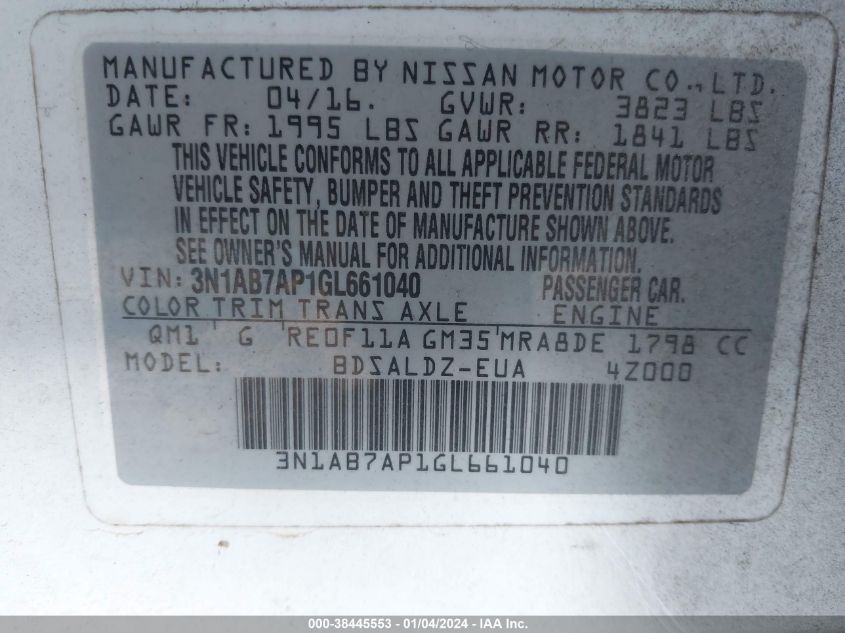 MANUFACTURED BY NISSAN MOTOR CO., LTD.
DATE: 04/16. GVWR: 3823 LBS
GAWR FR: 1995 LBS GAWR RR: 1841 LBS
THIS VEHICLE CONFORMS TO ALL APPLICABLE FEDERAL MOTOR
VEHICLE SAFETY, BUMPER AND THEFT PREVENTION STANDARDS
IN EFFECT ON THE DATE OF MANUFACTURE SHOWN ABOVE.
SEE OWNER'S MANUAL FOR ADDITIONAL INFORMATION.
VIN: 3N1AB7AP1GL661040 PASSENGER CAR.
COLOR TRIM TRANS AXLE ENGINE
QM1 ' G ' RE0F11A GM35 ' MRA8DE 1798 CC
MODEL: BDSALDZ-EUA 4Z000
3N1AB7AP1GL661040
000-38445553 - 01/04/2024 - IAA Inc.